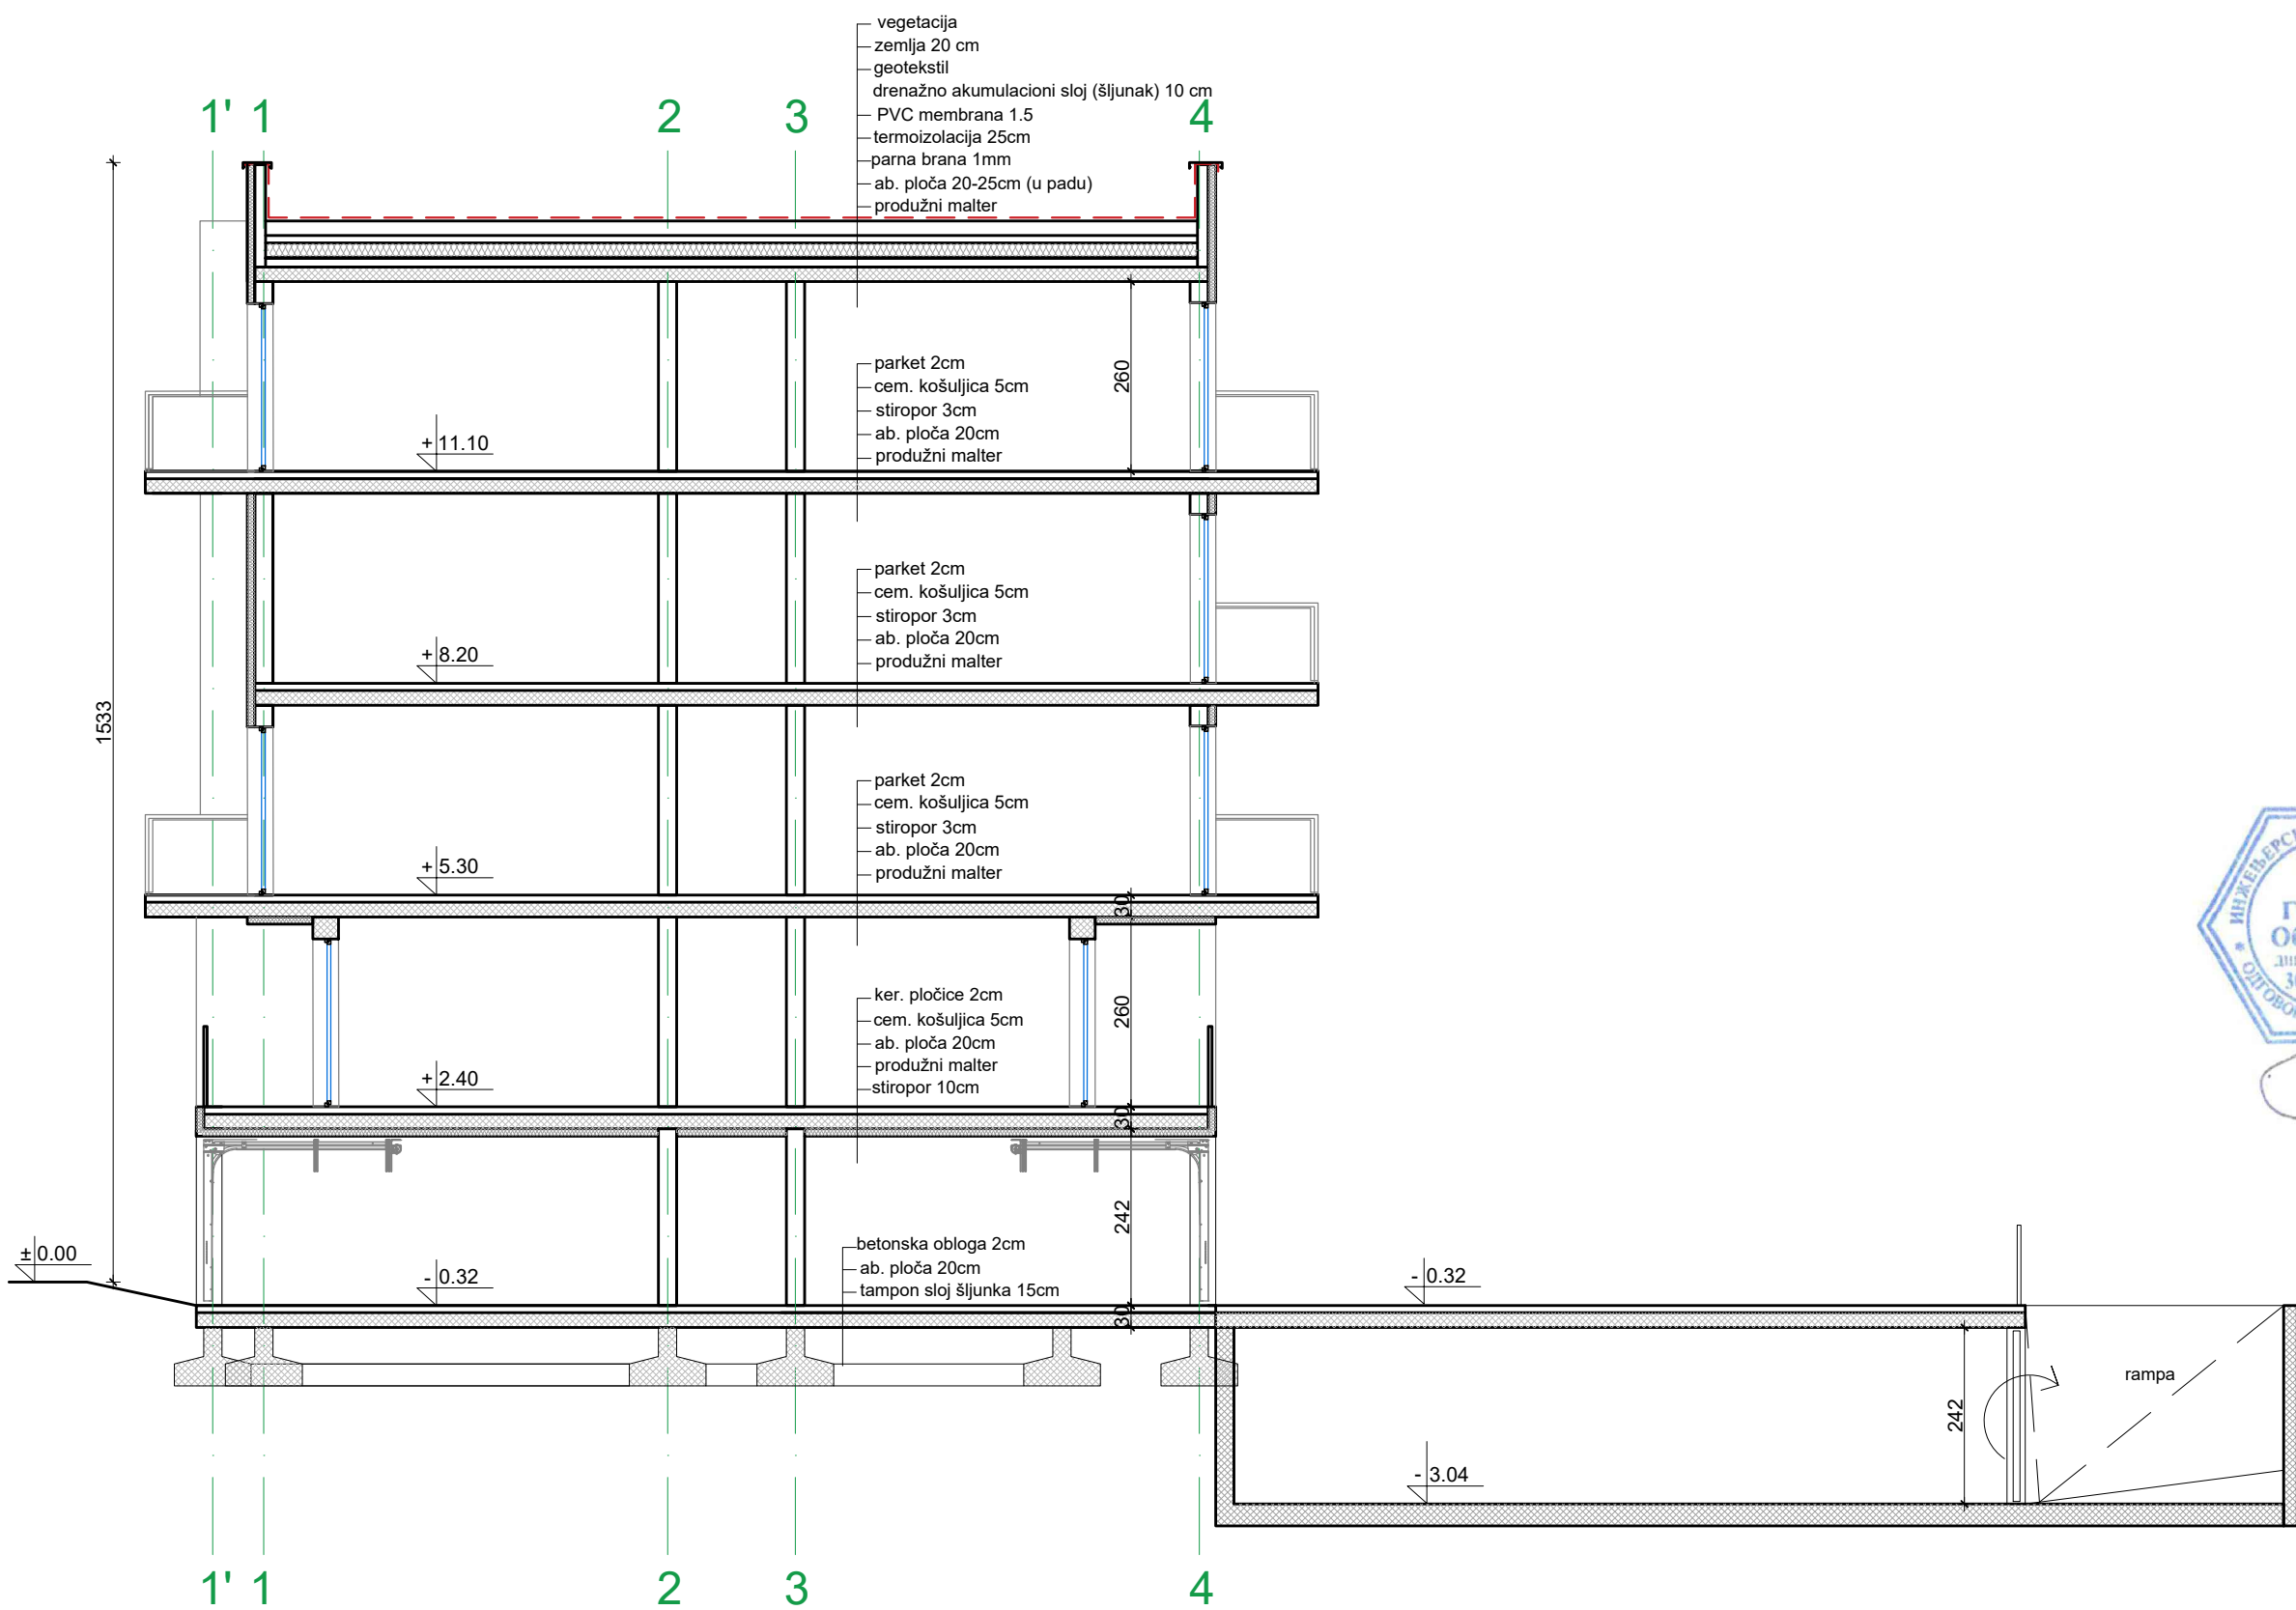 vegetacija
zemlja 20 cm
geotekstil
drenažno akumulacioni sloj (šljunak) 10 cm
PVC membrana 1.5
termoizolacija 25cm
parna brana 1mm
ab. ploča 20-25cm (u padu)
produžni malter
1' 1 2 3 4
260
parket 2cm
cem. košuljica 5cm
stiropor 3cm
ab. ploča 20cm
produžni malter
+11.10
parket 2cm
cem. košuljica 5cm
stiropor 3cm
ab. ploča 20cm
produžni malter
+8.20
1533
parket 2cm
cem. košuljica 5cm
stiropor 3cm
ab. ploča 20cm
produžni malter
+5.30
30
260
ker. pločice 2cm
cem. košuljica 5cm
ab. ploča 20cm
produžni malter
stiropor 10cm
+2.40
30
242
betonska obloga 2cm
ab. ploča 20cm
tampon sloj šljunka 15cm
±0.00
-0.32
30
-0.32
rampa
242
-3.04
1' 1 2 3 4